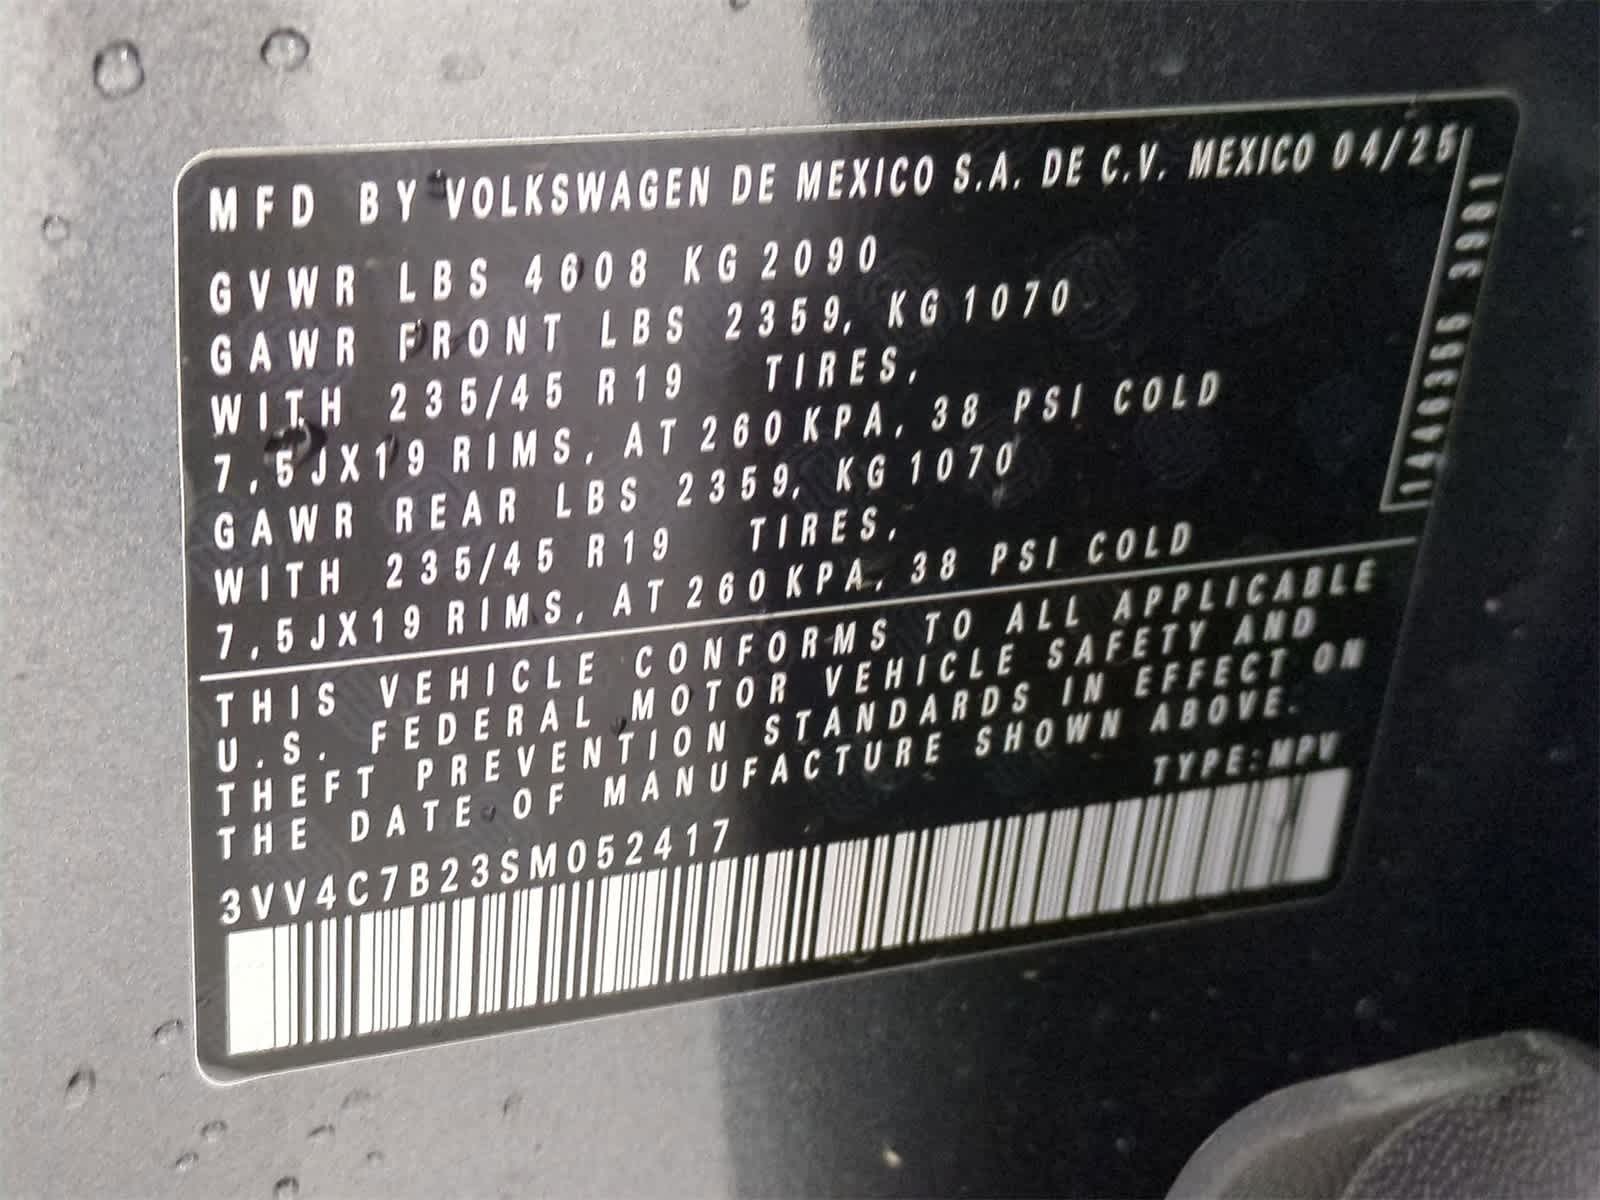 MFD BY VOLKSWAGEN DE MEXICO S.A. DE C.V. MEXICO 04/25
GVWR LBS 4608 KG 2090
GAWR FRONT LBS 2359, KG 1070
WITH 235/45 R19 TIRES,
7,5JX19 RIMS, AT 260 KPA, 38 PSI COLD
GAWR REAR LBS 2359, KG 1070
WITH 235/45 R19 TIRES,
7,5JX19 RIMS, AT 260 KPA, 38 PSI COLD
THIS VEHICLE CONFORMS TO ALL APPLICABLE
U.S. FEDERAL MOTOR VEHICLE SAFETY AND
THEFT PREVENTION STANDARDS IN EFFECT ON
THE DATE OF MANUFACTURE SHOWN ABOVE.
TYPE: MPV
3VV4C7B23SM052417
3981